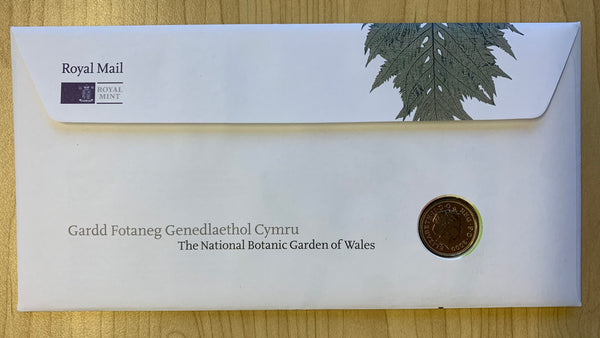 Royal Mail
ROYAL
MINT
Gardd Fotaneg Genedlaethol Cymru
The National Botanic Garden of Wales